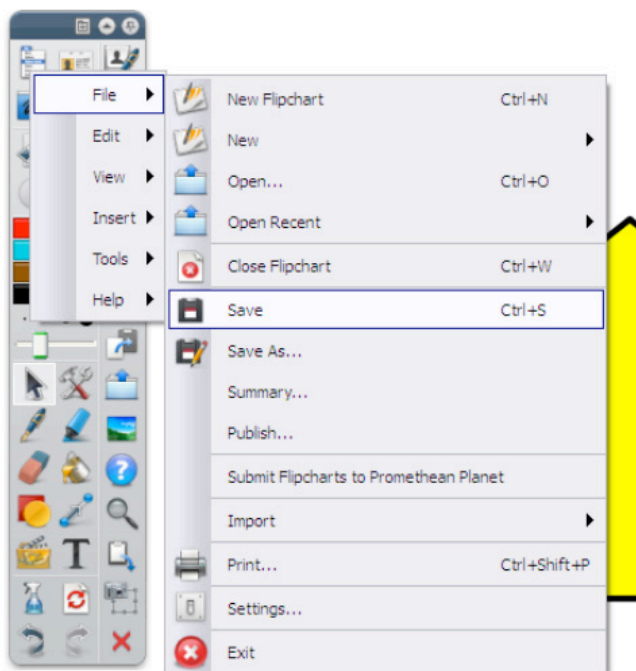 File
Edit
View
Insert
Tools
Help
New Flipchart Ctrl+N
New
Open... Ctrl+O
Open Recent
Close Flipchart Ctrl+W
Save Ctrl+S
Save As...
Summary...
Publish...
Submit Flipcharts to Promethean Planet
Import
Print... Ctrl+Shift+P
Settings...
Exit
T